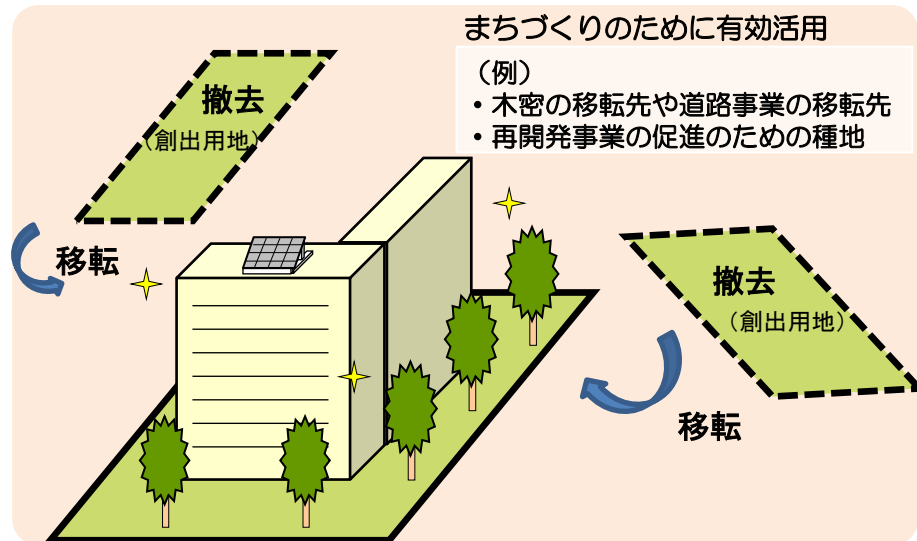 まちづくりのために有効活用
（例）
・木密の移転先や道路事業の移転先
・再開発事業の促進のための種地
撤去
（創出用地）
移転
撤去
（創出用地）
移転